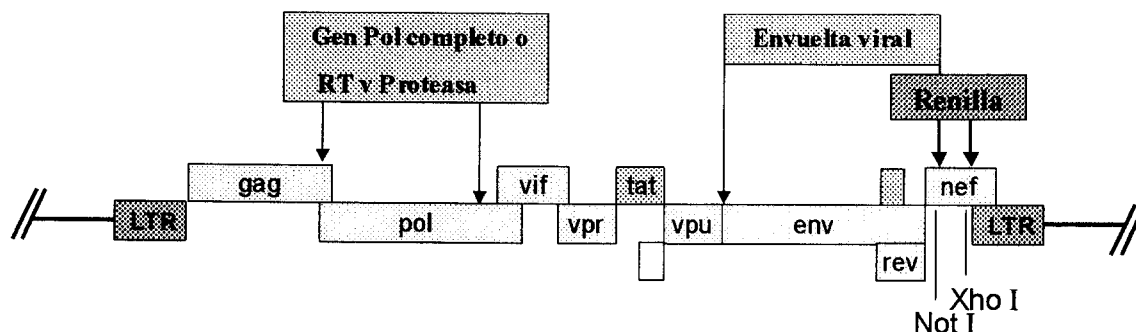 Gen Pol completo o
RT v Proteasa
Envuelta viral
Renilla
gag
vif
tat
nef
LTR
pol
vpr
vpu
env
LTR
rev
Xho I
Not I